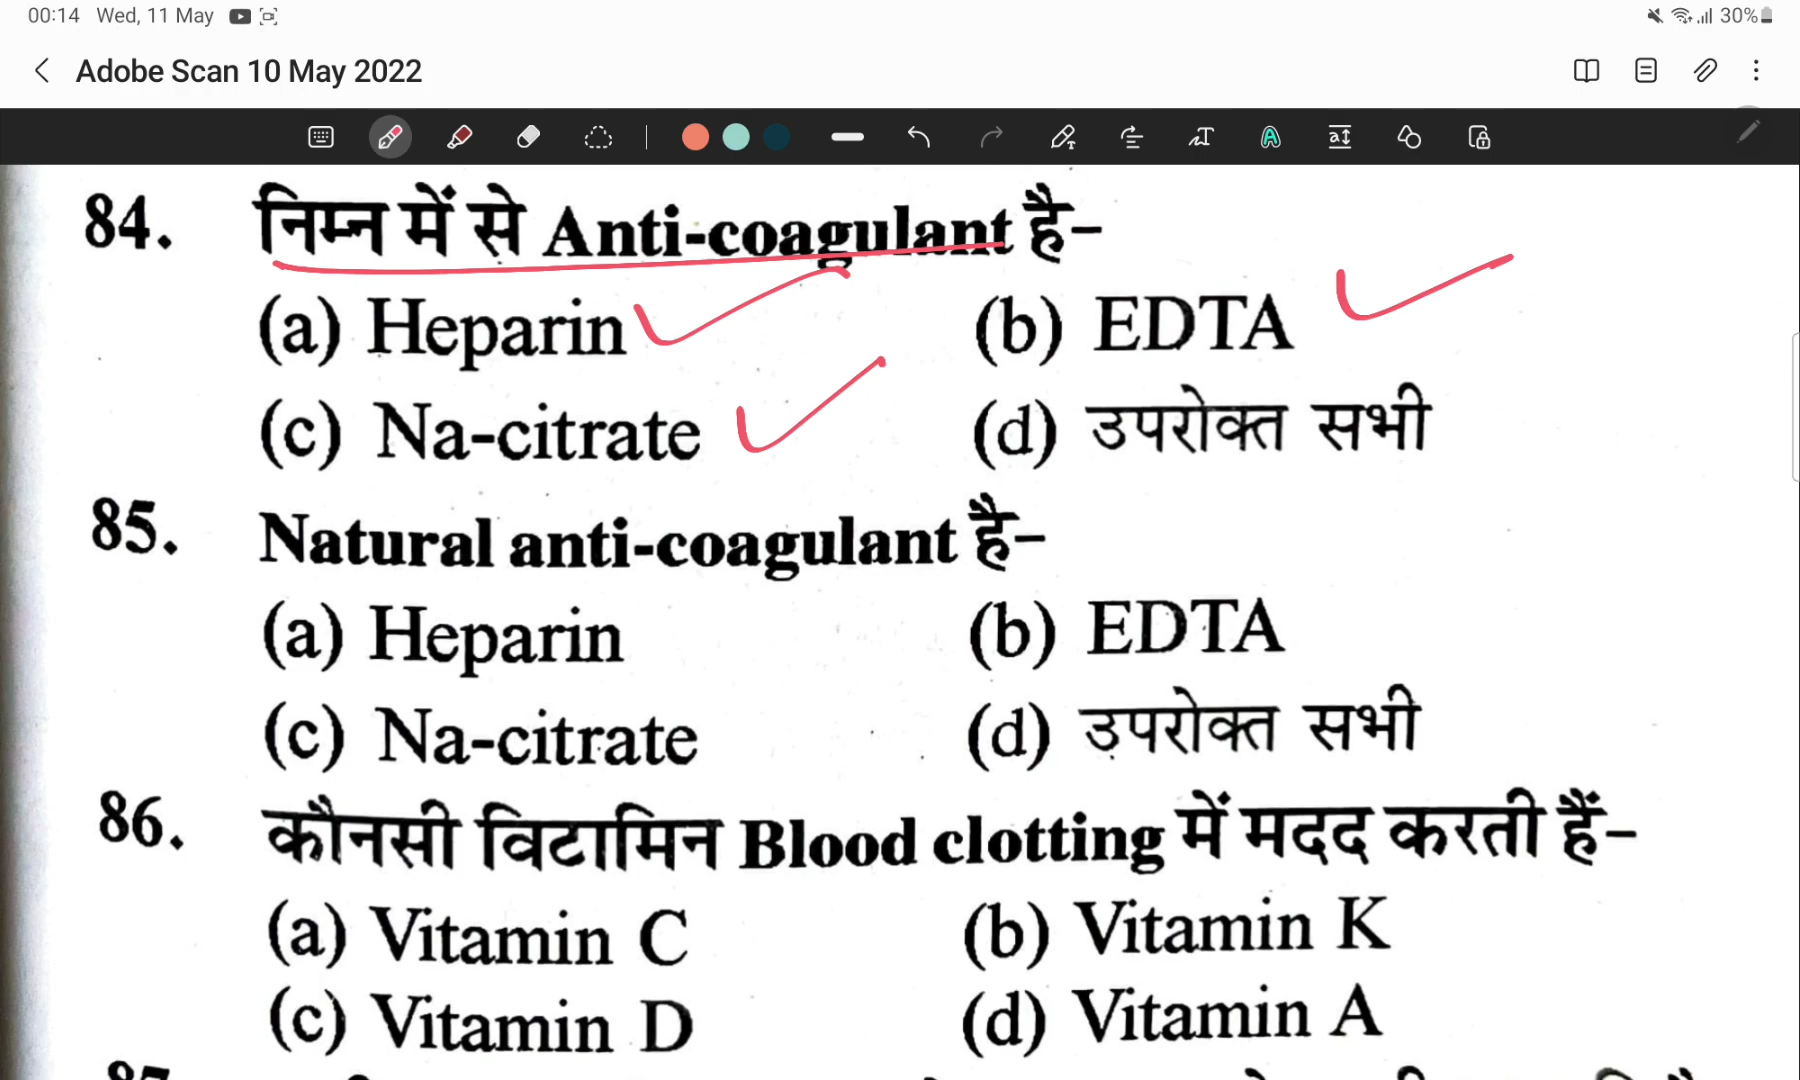 00:14 Wed, 11 May 30%
Adobe Scan 10 May 2022
84. निम्न में से Anti-coagulant है–
(a) Heparin (b) EDTA
(c) Na-citrate (d) उपरोक्त सभी
85. Natural anti-coagulant है–
(a) Heparin (b) EDTA
(c) Na-citrate (d) उपरोक्त सभी
86. कौनसी विटामिन Blood clotting में मदद करती हैं–
(a) Vitamin C (b) Vitamin K
(c) Vitamin D (d) Vitamin A